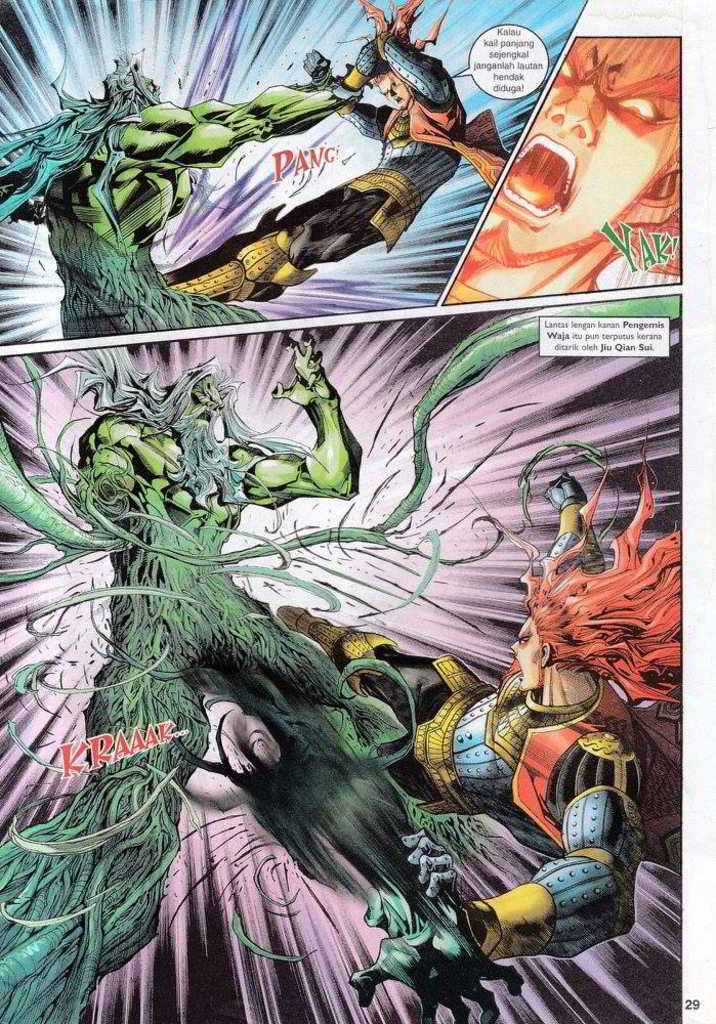 Kalau
kail panjang
sejengkal
janganlah lautan
hendak
diduga!
PANG!
YAK!
Lantas lengan kanan Pengemis
Waja itu pun terputus kerana
ditarik oleh Jiu Qian Sui.
KRAAAK...
29